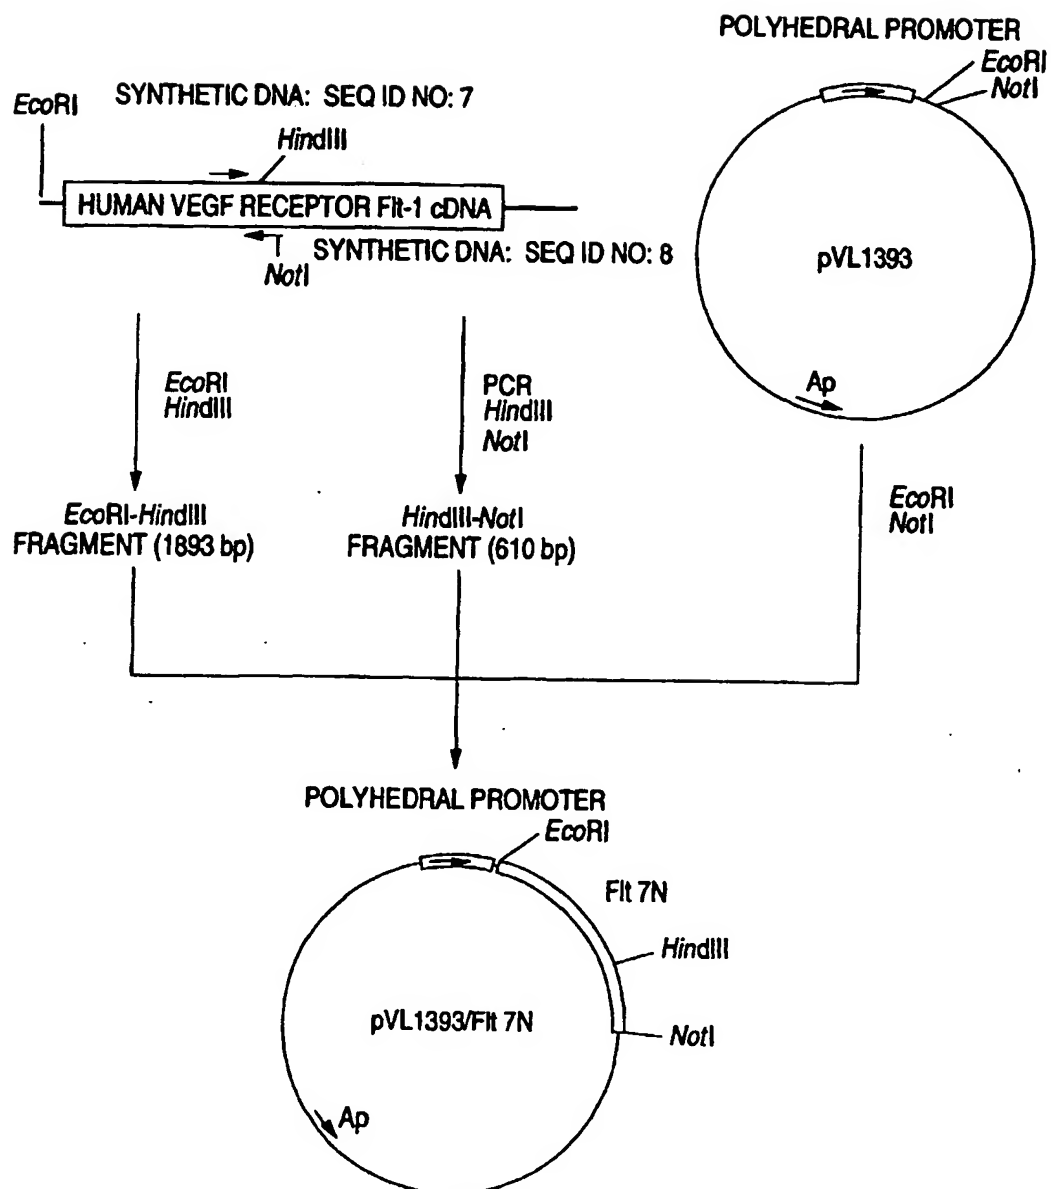 POLYHEDRAL PROMOTER
EcoRI
NotI
EcoRI
SYNTHETIC DNA: SEQ ID NO: 7
HindIII
HUMAN VEGF RECEPTOR Flt-1 cDNA
SYNTHETIC DNA: SEQ ID NO: 8
NotI
pVL1393
Ap
EcoRI
HindIII
PCR
HindIII
NotI
EcoRI
NotI
EcoRI-HindIII
FRAGMENT (1893 bp)
HindIII-NotI
FRAGMENT (610 bp)
POLYHEDRAL PROMOTER
EcoRI
Flt 7N
HindIII
pVL1393/Flt 7N
NotI
Ap